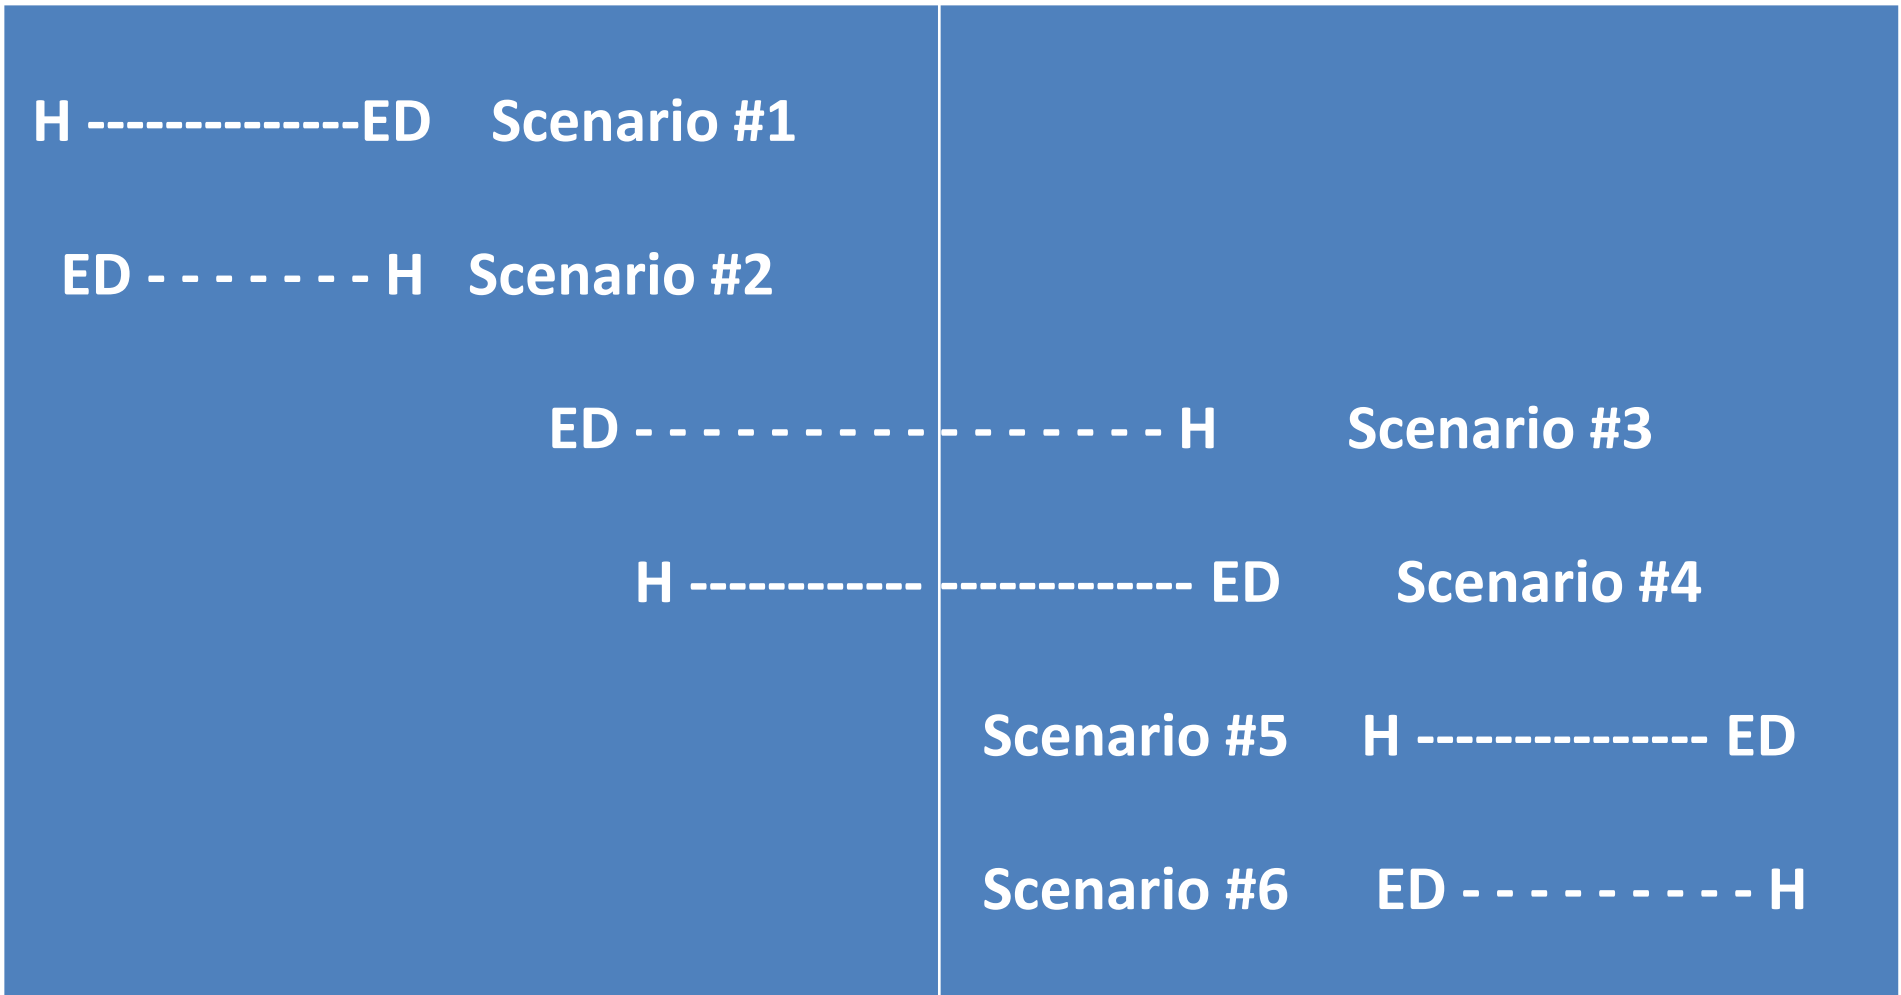 H --------------ED Scenario #1
ED - - - - - - - H Scenario #2
ED - - - - - - - - - - - - - - - - H Scenario #3
H ------------ ------------- ED Scenario #4
Scenario #5 H --------------- ED
Scenario #6 ED - - - - - - - - - H